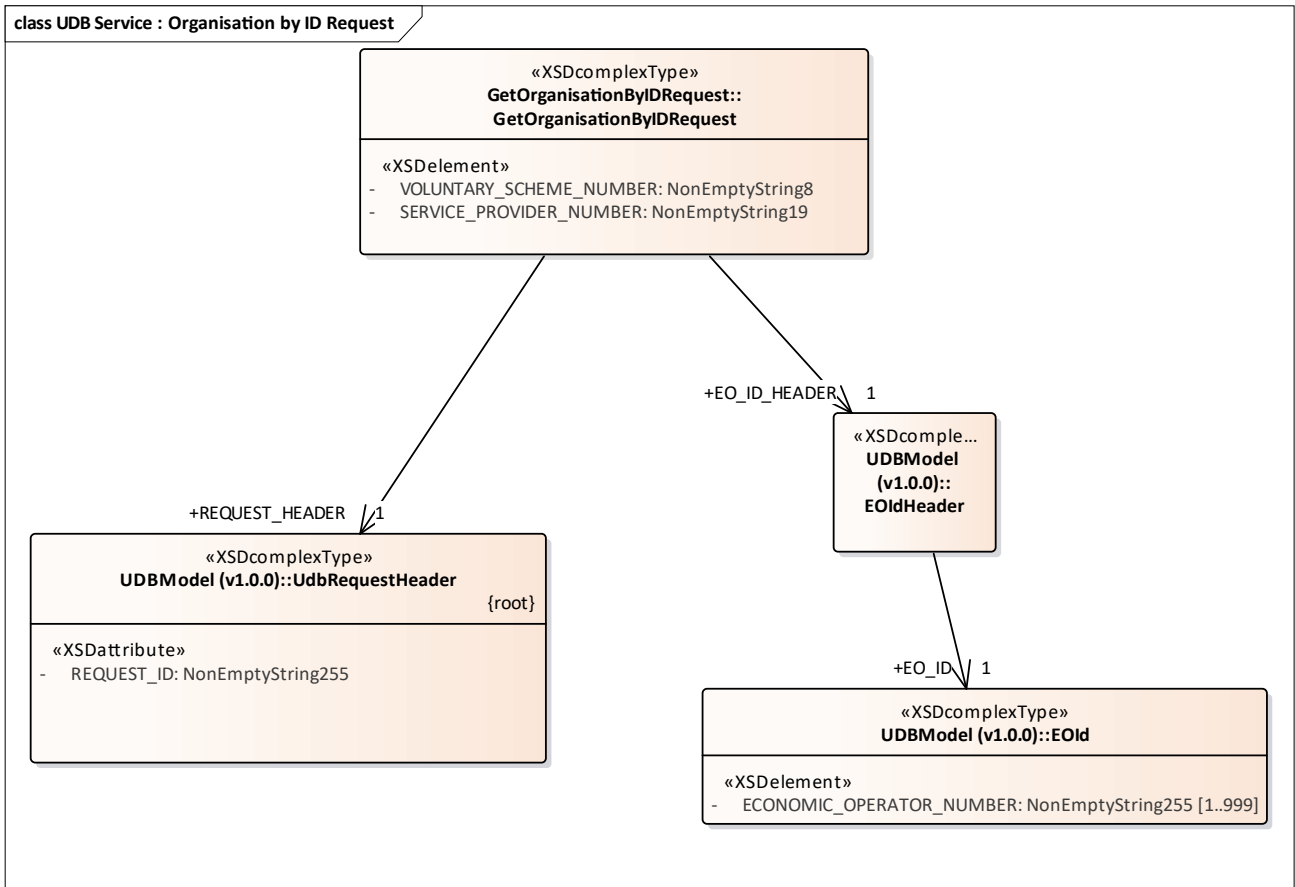 class UDB Service : Organisation by ID Request
«XSDcomplexType»
GetOrganisationByIDRequest::
GetOrganisationByIDRequest
«XSDelement»
- VOLUNTARY_SCHEME_NUMBER: NonEmptyString8
- SERVICE_PROVIDER_NUMBER: NonEmptyString19
+EO_ID_HEADER 1
«XSDcomple...
UDBModel
(v1.0.0)::
EOIdHeader
+REQUEST_HEADER 1
«XSDcomplexType»
UDBModel (v1.0.0)::UdbRequestHeader
{root}
«XSDattribute»
- REQUEST_ID: NonEmptyString255
+EO_ID 1
«XSDcomplexType»
UDBModel (v1.0.0)::EOId
«XSDelement»
- ECONOMIC_OPERATOR_NUMBER: NonEmptyString255 [1..999]